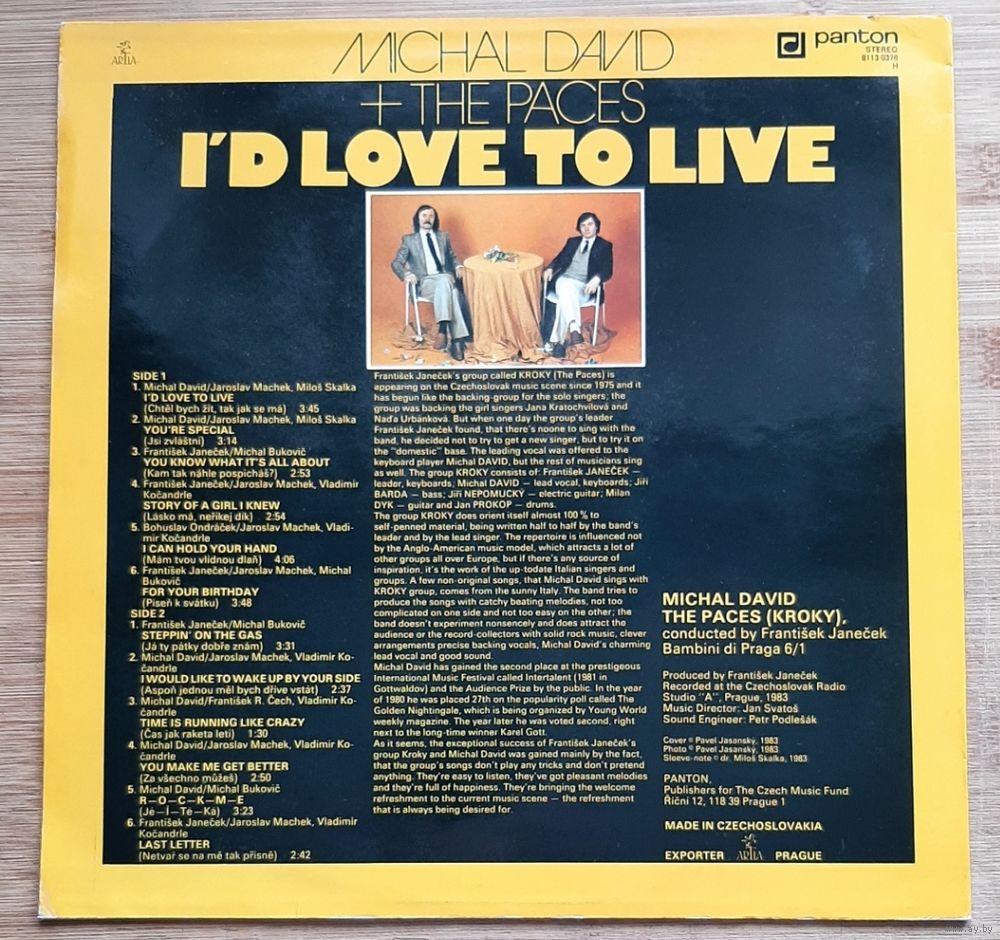 ARTIA
MICHAL DAVID
panton
STEREO
8113 0376
H
+ THE PACES
I'D LOVE TO LIVE
SIDE 1
1. Michal David/Jaroslav Machek, Miloš Skalka
I'D LOVE TO LIVE
(Chtěl bych žít, tak jak se má) 3:45
2. Michal David/Jaroslav Machek, Miloš Skalka
YOU'RE SPECIAL
(Jsi zvláštní) 3:14
3. František Janeček/Michal Bukovič
YOU KNOW WHAT IT'S ALL ABOUT
(Kam tak náhle pospícháš?) 2:53
4. František Janeček/Jaroslav Machek, Vladimír
Kočandrle
STORY OF A GIRL I KNEW
(Lásko má, neříkej dík) 2:54
5. Bohuslav Ondráček/Jaroslav Machek, Vladi-
mír Kočandrle
I CAN HOLD YOUR HAND
(Mám tvou vlídnou dlaň) 4:06
6. František Janeček/Jaroslav Machek, Michal
Bukovič
FOR YOUR BIRTHDAY
(Píseň k svátku) 3:48
SIDE 2
1. František Janeček/Michal Bukovič
STEPPIN' ON THE GAS
(Já ty pátky dobře znám) 3:31
2. Michal David/Jaroslav Machek, Vladimír Ko-
čandrle
I WOULD LIKE TO WAKE UP BY YOUR SIDE
(Aspoň jednou měl bych dříve vstát) 2:37
3. Michal David/František R. Čech, Vladimír Ko-
čandrle
TIME IS RUNNING LIKE CRAZY
(Čas jak raketa letí) 1:30
4. Michal David/Jaroslav Machek, Vladimír Ko-
čandrle
YOU MAKE ME GET BETTER
(Za všechno můžeš) 2:50
5. Michal David/Michal Bukovič
R—O—C—K—M—E
(Jé—Í—Té—Ká) 3:23
6. František Janeček/Jaroslav Machek, Vladimír
Kočandrle
LAST LETTER
(Netvař se na mě tak přísně) 2:42
František Janeček's group called KROKY (The Paces) is
appearing on the Czechoslovak music scene since 1975 and it
has begun like the backing-group for the solo singers; the
group was backing the girl singers Jana Kratochvílová and
Naďa Urbánková. But when one day the group's leader
František Janeček found, that there's noone to sing with the
band, he decided not to try to get a new singer, but to try it on
the "domestic" base. The leading vocal was offered to the
keyboard player Michal DAVID, but the rest of musicians sing
as well. The group KROKY consists of: František JANEČEK —
leader, keyboards; Michal DAVID — lead vocal, keyboards; Jiří
BARDA — bass; Jiří NEPOMUCKÝ — electric guitar; Milan
DYK — guitar and Jan PROKOP — drums.
The group KROKY does orient itself almost 100 % to
self-penned material, being written half to half by the band's
leader and by the lead singer. The repertoire is influenced not
by the Anglo-American music model, which attracts a lot of
other groups all over Europe, but if there's any source of
inspiration, it's the work of the up-todate Italian singers and
groups. A few non-original songs, that Michal David sings with
KROKY group, comes from the sunny Italy. The band tries to
produce the songs with catchy beating melodies, not too
complicated on one side and not too easy on the other; the
band doesn't experiment nonsencely and does attract the
audience or the record-collectors with solid rock music, clever
arrangements precise backing vocals, Michal David's charming
lead vocal and good sound.
Michal David has gained the second place at the prestigeous
International Music Festival called Intertalent (1981 in
Gottwaldov) and the Audience Prize by the public. In the year
of 1980 he was placed 27th on the popularity poll called The
Golden Nightingale, which is being organized by Young World
weekly magazine. The year later he was voted second, right
next to the long-time winner Karel Gott.
As it seems, the exceptional success of František Janeček's
group Kroky and Michal David was gained mainly by the fact,
that the group's songs don't play any tricks and don't pretend
anything. They're easy to listen, they've got pleasant melodies
and they're full of happiness. They're bringing the welcome
refreshment to the current music scene — the refreshment
that is always being desired for.
MICHAL DAVID
THE PACES (KROKY),
conducted by František Janeček
Bambini di Praga 6/1
Produced by František Janeček
Recorded at the Czechoslovak Radio
Studio "A", Prague, 1983
Music Director: Jan Svatoš
Sound Engineer: Petr Podlešák
Cover © Pavel Jasanský, 1983
Photo © Pavel Jasanský, 1983
Sleeve-note © dr. Miloš Skalka, 1983
PANTON,
Publishers for The Czech Music Fund
Říční 12, 118 39 Prague 1
MADE IN CZECHOSLOVAKIA
EXPORTER ARTIA PRAGUE
www.ay.by